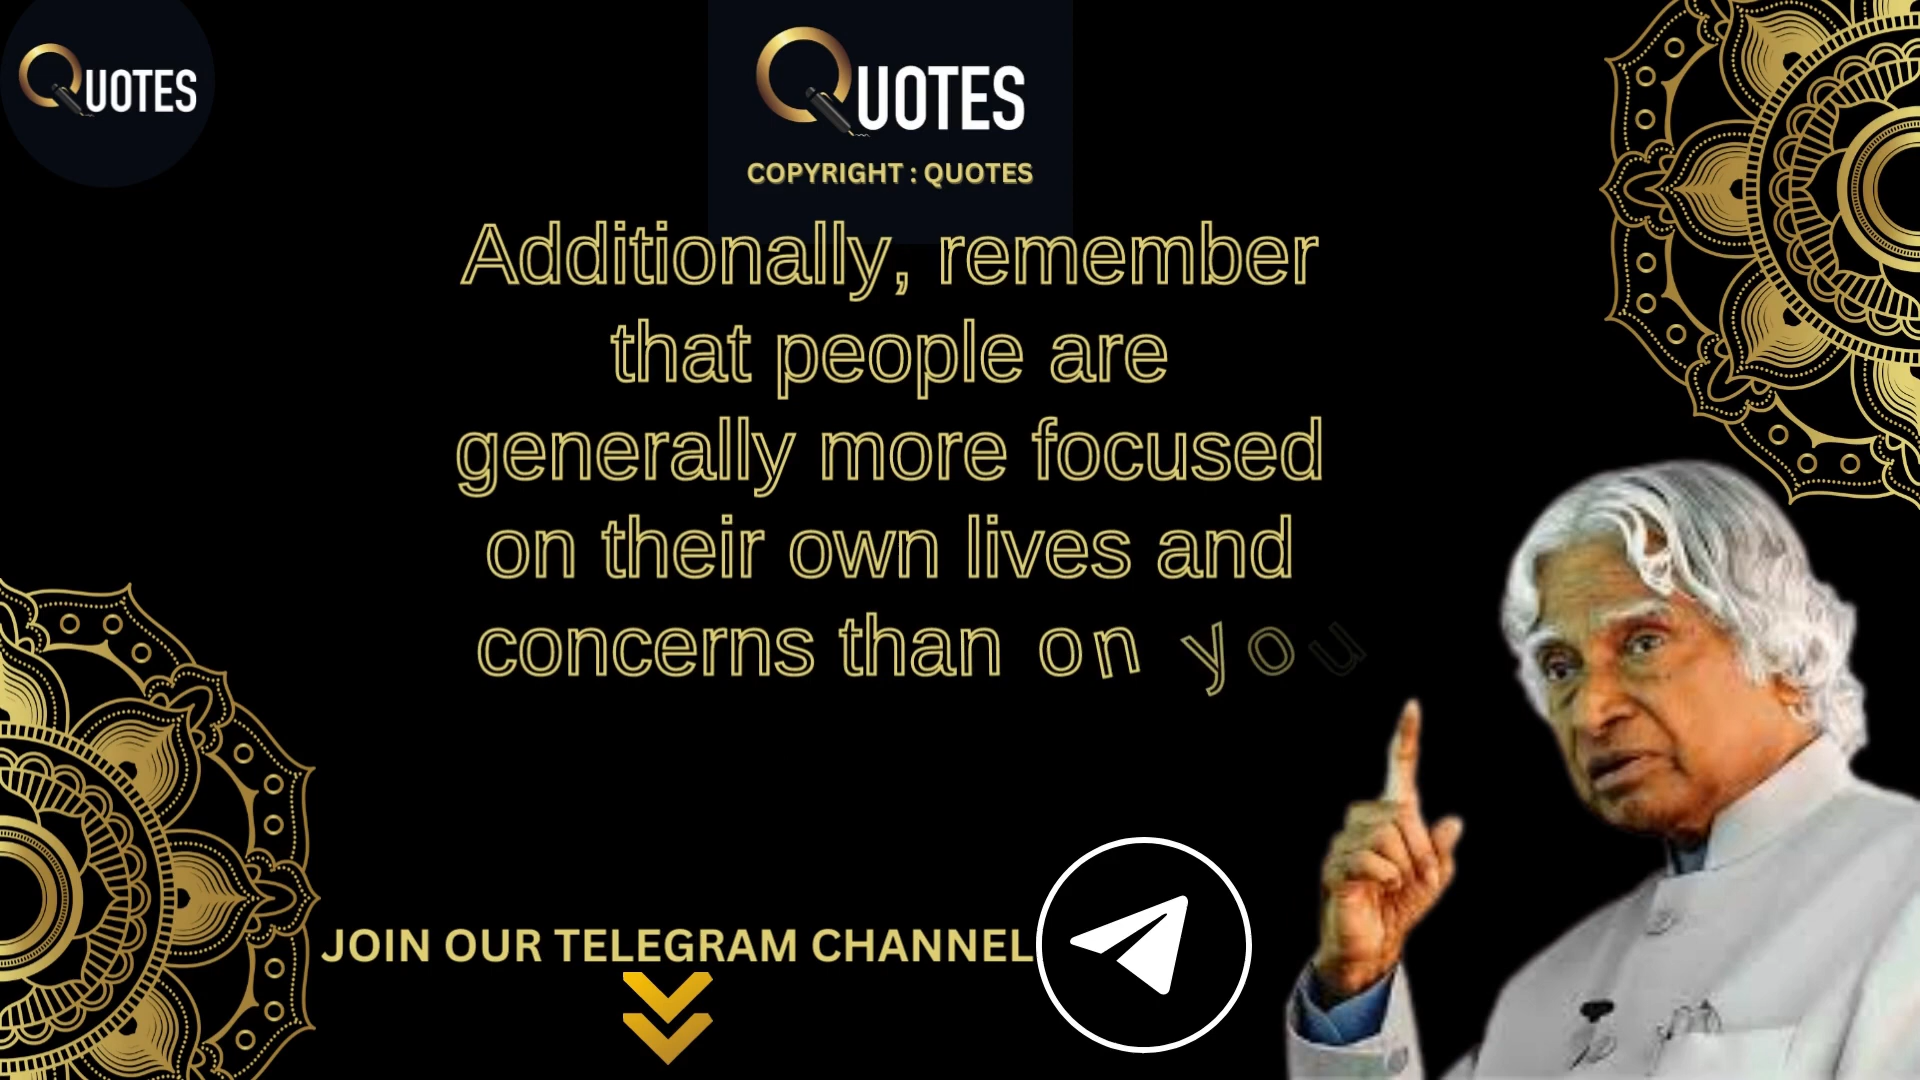 QUOTES
QUOTES
COPYRIGHT : QUOTES
Additionally, remember
that people are
generally more focused
on their own lives and
concerns than on you
JOIN OUR TELEGRAM CHANNEL